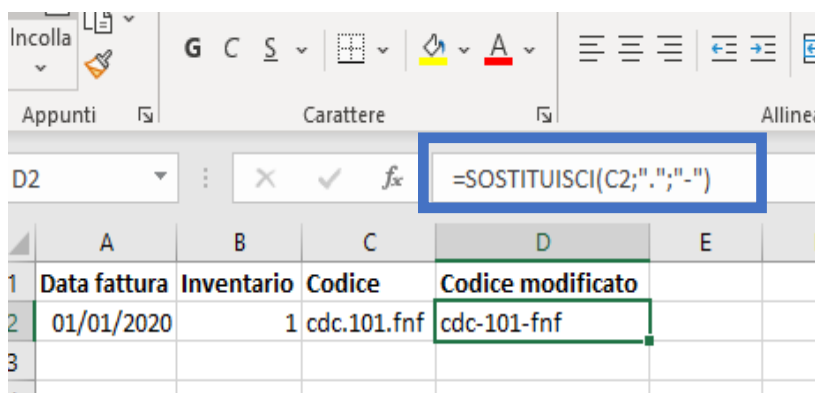 Incolla
G C S A
Appunti Carattere Alline
D2 fx =SOSTITUISCI(C2;".";"-")
A B C D E
1 Data fattura Inventario Codice Codice modificato
2 01/01/2020 1 cdc.101.fnf cdc-101-fnf
3